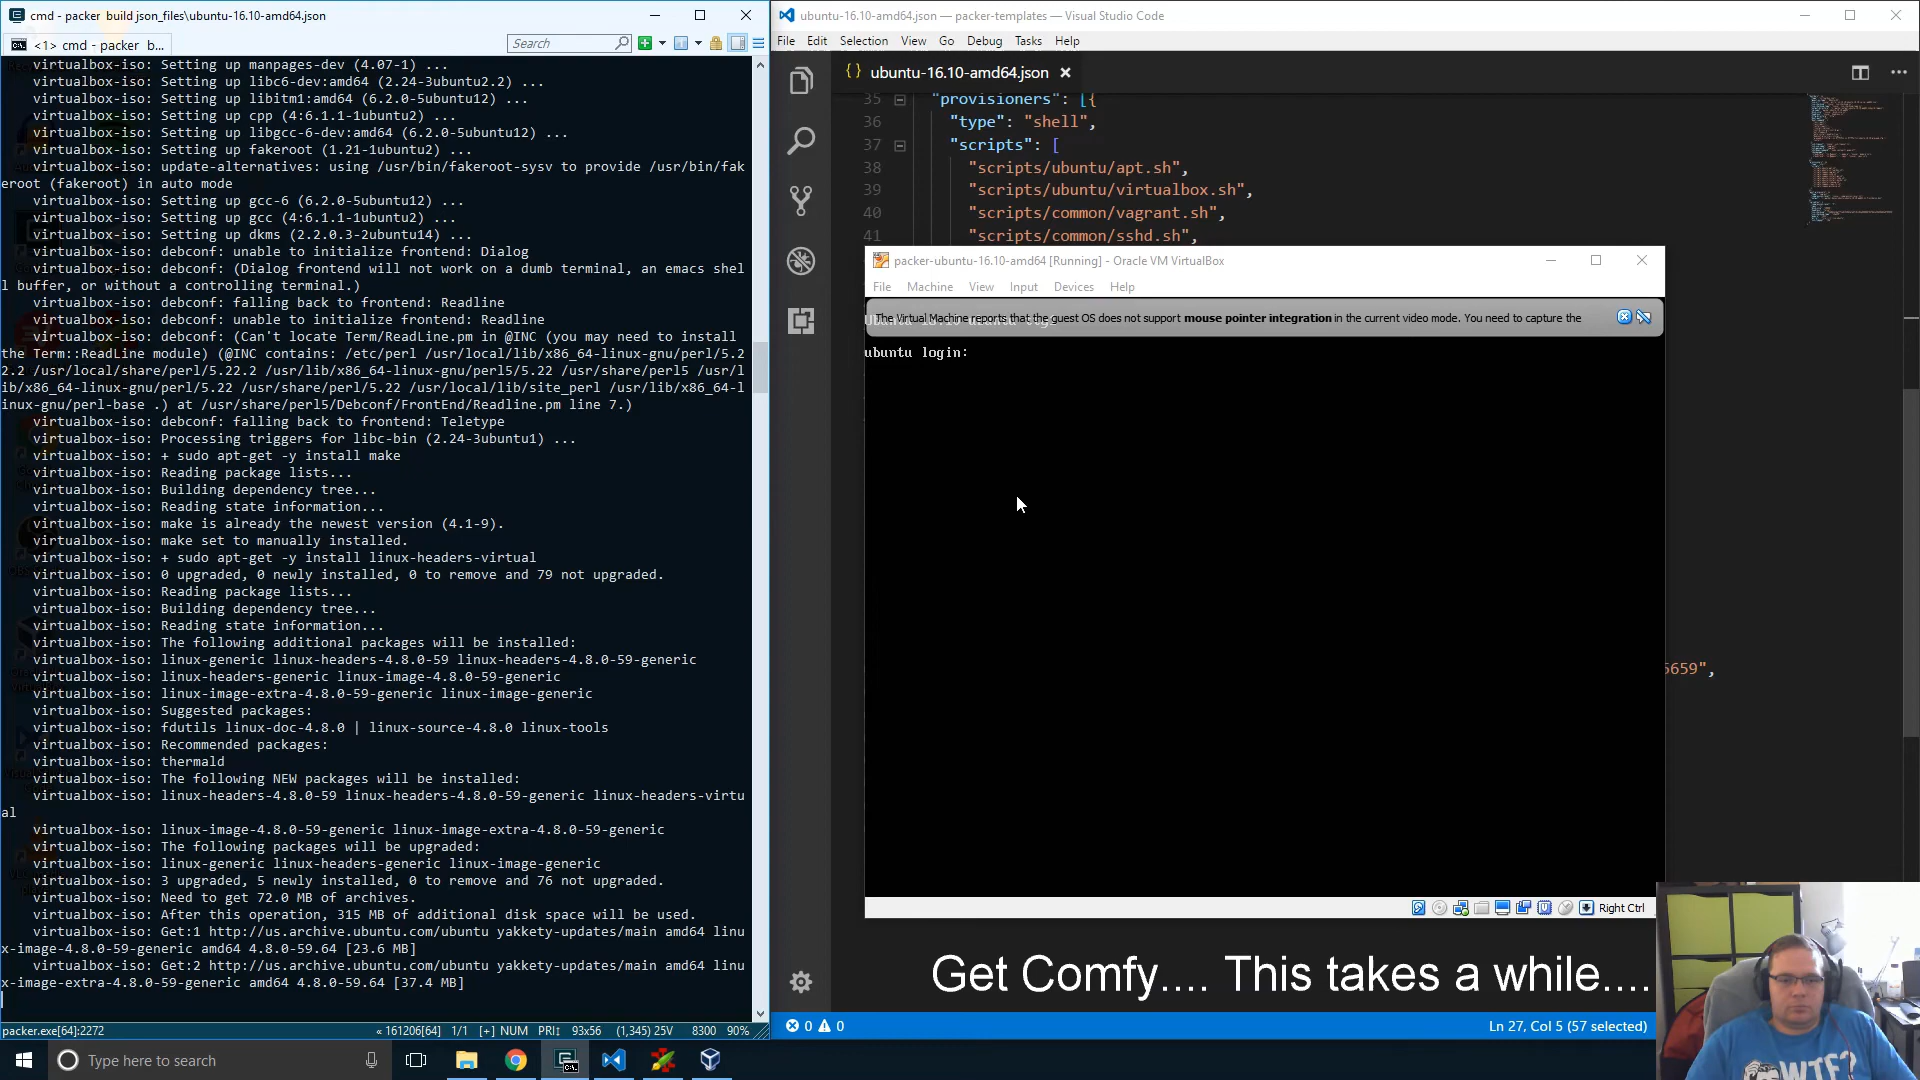 cmd - packer build json_files\ubuntu-16.10-amd64.json
<1> cmd - packer b...
Search
virtualbox-iso: Setting up manpages-dev (4.07-1) ...
virtualbox-iso: Setting up libc6-dev:amd64 (2.24-3ubuntu2.2) ...
virtualbox-iso: Setting up libitm1:amd64 (6.2.0-5ubuntu12) ...
virtualbox-iso: Setting up cpp (4:6.1.1-1ubuntu2) ...
virtualbox-iso: Setting up libgcc-6-dev:amd64 (6.2.0-5ubuntu12) ...
virtualbox-iso: Setting up fakeroot (1.21-1ubuntu2) ...
virtualbox-iso: update-alternatives: using /usr/bin/fakeroot-sysv to provide /usr/bin/fak
eroot (fakeroot) in auto mode
virtualbox-iso: Setting up gcc-6 (6.2.0-5ubuntu12) ...
virtualbox-iso: Setting up gcc (4:6.1.1-1ubuntu2) ...
virtualbox-iso: Setting up dkms (2.2.0.3-2ubuntu14) ...
virtualbox-iso: debconf: unable to initialize frontend: Dialog
virtualbox-iso: debconf: (Dialog frontend will not work on a dumb terminal, an emacs shel
l buffer, or without a controlling terminal.)
virtualbox-iso: debconf: falling back to frontend: Readline
virtualbox-iso: debconf: unable to initialize frontend: Readline
virtualbox-iso: debconf: (Can't locate Term/ReadLine.pm in @INC (you may need to install
the Term::ReadLine module) (@INC contains: /etc/perl /usr/local/lib/x86_64-linux-gnu/perl/5.2
2.2 /usr/local/share/perl/5.22.2 /usr/lib/x86_64-linux-gnu/perl5/5.22 /usr/share/perl5 /usr/l
ib/x86_64-linux-gnu/perl/5.22 /usr/share/perl/5.22 /usr/local/lib/site_perl /usr/lib/x86_64-l
inux-gnu/perl-base .) at /usr/share/perl5/Debconf/FrontEnd/Readline.pm line 7.)
virtualbox-iso: debconf: falling back to frontend: Teletype
virtualbox-iso: Processing triggers for libc-bin (2.24-3ubuntu1) ...
virtualbox-iso: + sudo apt-get -y install make
virtualbox-iso: Reading package lists...
virtualbox-iso: Building dependency tree...
virtualbox-iso: Reading state information...
virtualbox-iso: make is already the newest version (4.1-9).
virtualbox-iso: make set to manually installed.
virtualbox-iso: + sudo apt-get -y install linux-headers-virtual
virtualbox-iso: 0 upgraded, 0 newly installed, 0 to remove and 79 not upgraded.
virtualbox-iso: Reading package lists...
virtualbox-iso: Building dependency tree...
virtualbox-iso: Reading state information...
virtualbox-iso: The following additional packages will be installed:
virtualbox-iso: linux-generic linux-headers-4.8.0-59 linux-headers-4.8.0-59-generic
virtualbox-iso: linux-headers-generic linux-image-4.8.0-59-generic
virtualbox-iso: linux-image-extra-4.8.0-59-generic linux-image-generic
virtualbox-iso: Suggested packages:
virtualbox-iso: fdutils linux-doc-4.8.0 | linux-source-4.8.0 linux-tools
virtualbox-iso: Recommended packages:
virtualbox-iso: thermald
virtualbox-iso: The following NEW packages will be installed:
virtualbox-iso: linux-headers-4.8.0-59 linux-headers-4.8.0-59-generic linux-headers-virtu
al
virtualbox-iso: linux-image-4.8.0-59-generic linux-image-extra-4.8.0-59-generic
virtualbox-iso: The following packages will be upgraded:
virtualbox-iso: linux-generic linux-headers-generic linux-image-generic
virtualbox-iso: 3 upgraded, 5 newly installed, 0 to remove and 76 not upgraded.
virtualbox-iso: Need to get 72.0 MB of archives.
virtualbox-iso: After this operation, 315 MB of additional disk space will be used.
virtualbox-iso: Get:1 http://us.archive.ubuntu.com/ubuntu yakkety-updates/main amd64 linu
x-image-4.8.0-59-generic amd64 4.8.0-59.64 [23.6 MB]
virtualbox-iso: Get:2 http://us.archive.ubuntu.com/ubuntu yakkety-updates/main amd64 linu
x-image-extra-4.8.0-59-generic amd64 4.8.0-59.64 [37.4 MB]
packer.exe[64]:2272 « 161206[64] 1/1 [+] NUM PRI↕ 93x56 (1,345) 25V 8300 90%
ubuntu-16.10-amd64.json — packer-templates — Visual Studio Code
File Edit Selection View Go Debug Tasks Help
{} ubuntu-16.10-amd64.json
35 "provisioners": [{
36 "type": "shell",
37 "scripts": [
38 "scripts/ubuntu/apt.sh",
39 "scripts/ubuntu/virtualbox.sh",
40 "scripts/common/vagrant.sh",
41 "scripts/common/sshd.sh",
packer-ubuntu-16.10-amd64 [Running] - Oracle VM VirtualBox
File Machine View Input Devices Help
The Virtual Machine reports that the guest OS does not support mouse pointer integration in the current video mode. You need to capture the
ubuntu login:
5659",
Right Ctrl
Get Comfy.... This takes a while....
0 0
Ln 27, Col 5 (57 selected)
Type here to search
WTF?